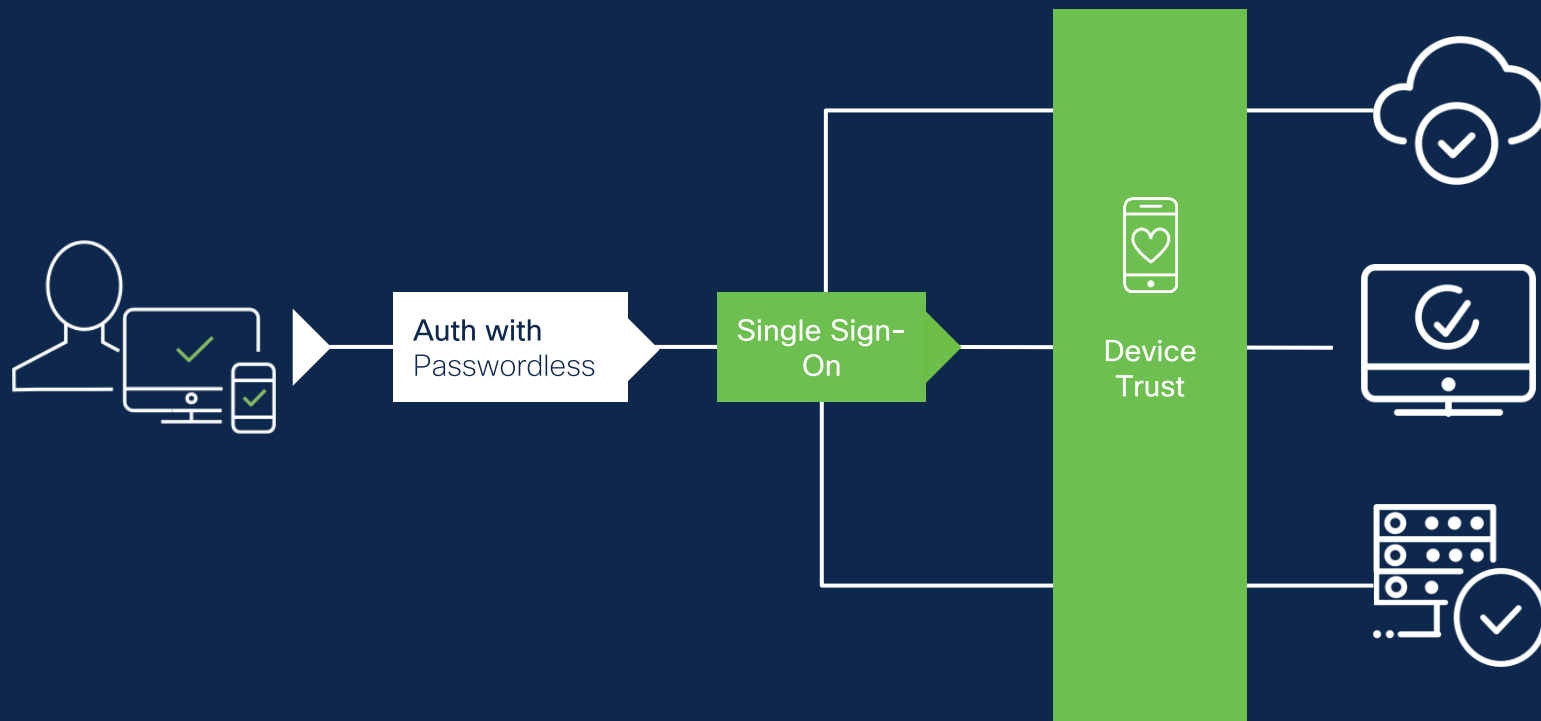 Auth with
Passwordless
Single Sign-
On
Device
Trust